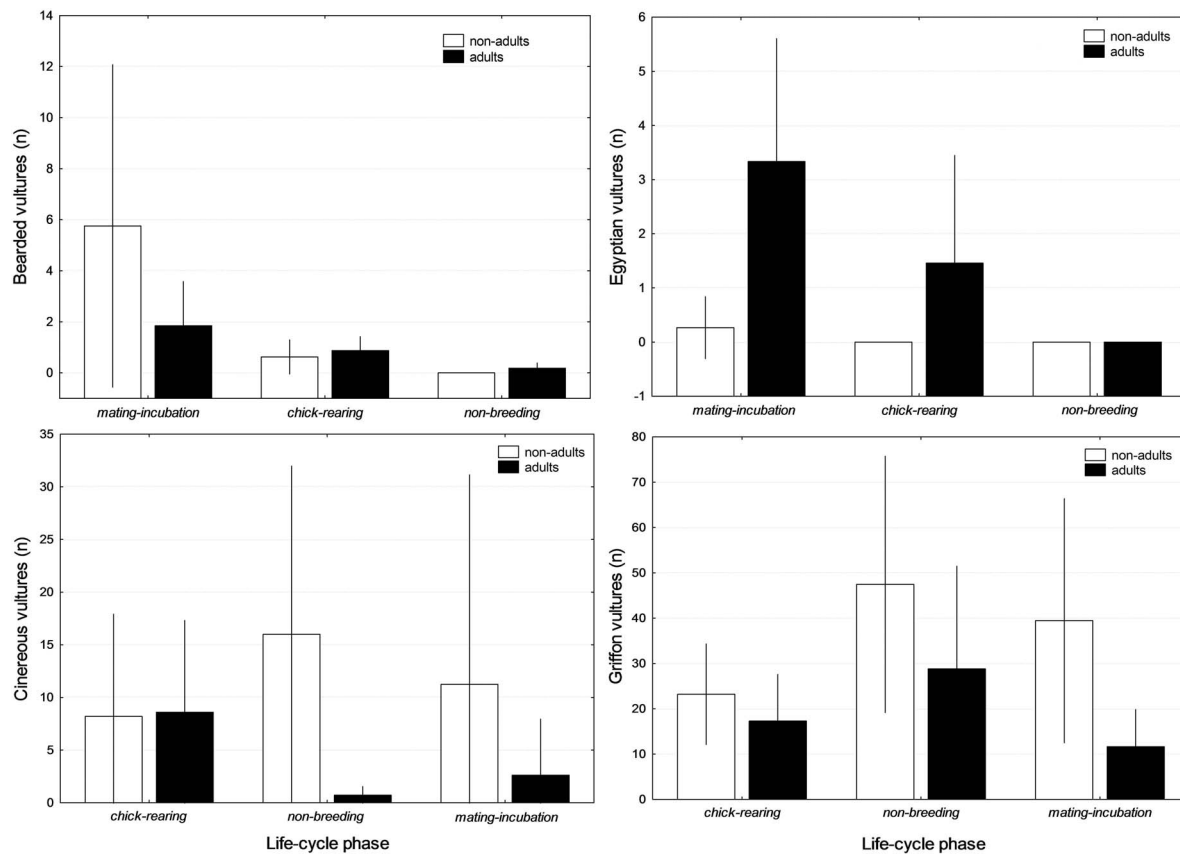 Bearded vultures (n)
14
12
10
8
6
4
2
0
non-adults
adults
mating-incubation
chick-rearing
non-breeding
Egyptian vultures (n)
6
5
4
3
2
1
0
-1
non-adults
adults
mating-incubation
chick-rearing
non-breeding
Cinereous vultures (n)
35
30
25
20
15
10
5
0
non-adults
adults
chick-rearing
non-breeding
mating-incubation
Life-cycle phase
Griffon vultures (n)
80
70
60
50
40
30
20
10
0
non-adults
adults
chick-rearing
non-breeding
mating-incubation
Life-cycle phase